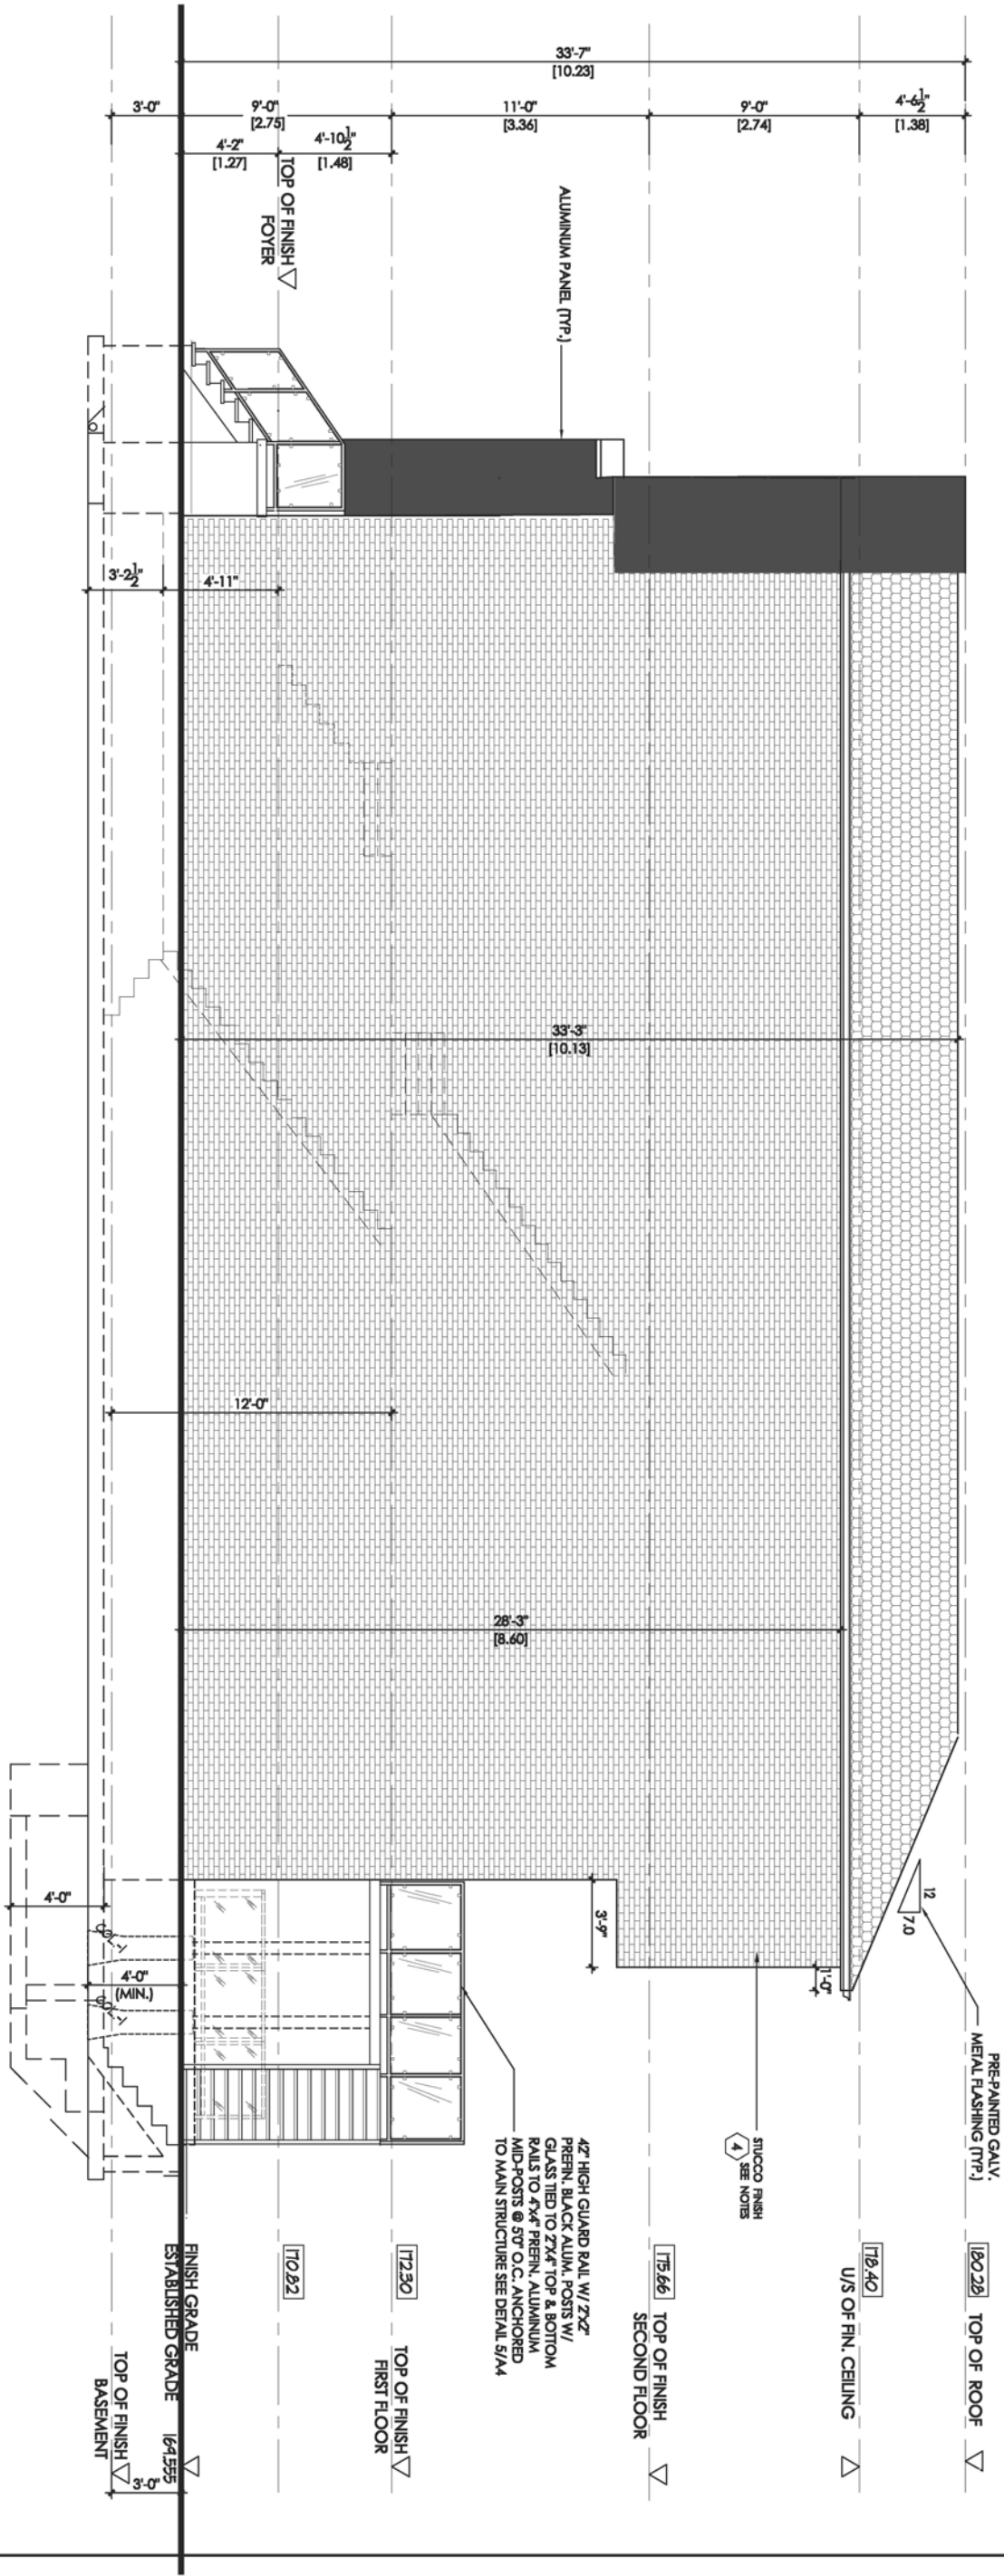 33'-7"
[10.23]
3'-0"
9'-0"
[2.75]
11'-0"
[3.36]
9'-0"
[2.74]
4'-6½"
[1.38]
4'-2"
[1.27]
4'-10½"
[1.48]
TOP OF FINISH
FOYER
ALUMINUM PANEL (TYP.)
3'-2½"
4'-11"
33'-3"
[10.13]
12'-0"
28'-3"
[8.60]
12
7.0
3'-9"
1'-0"
4'-0"
4'-0"
(MIN.)
PRE-PAINTED GALV.
METAL FLASHING (TYP.)
STUCCO FINISH
4 SEE NOTES
42" HIGH GUARD RAIL W/ 2"X2"
PREFIN. BLACK ALUM. POSTS W/
GLASS TIED TO 2"X4" TOP & BOTTOM
RAILS TO 4"x4" PREFIN. ALUMINUM
MID-POSTS @ 5'0" O.C. ANCHORED
TO MAIN STRUCTURE SEE DETAIL 5/A4
180.28 TOP OF ROOF
178.40
U/S OF FIN. CEILING
175.66 TOP OF FINISH
SECOND FLOOR
172.30
TOP OF FINISH
FIRST FLOOR
170.82
FINISH GRADE
ESTABLISHED GRADE 169.555
TOP OF FINISH
BASEMENT
3'-0"